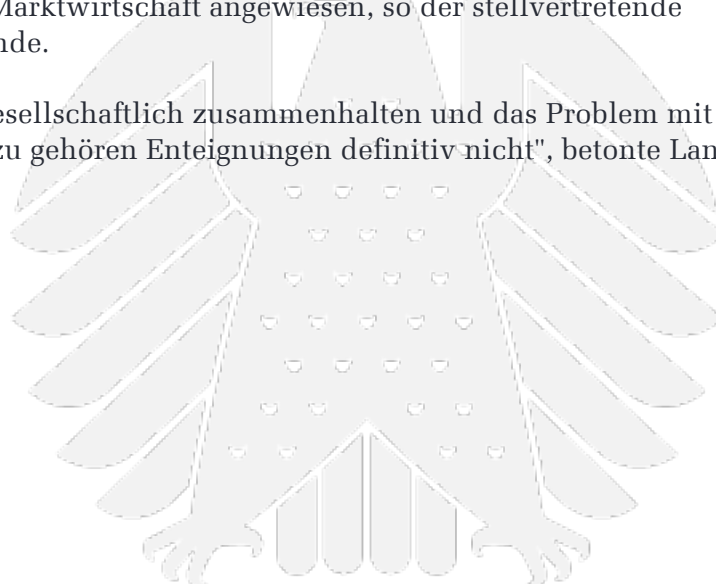 Marktwirtschaft angewiesen, so der stellvertretende
nde.
esellschaftlich zusammenhalten und das Problem mit
zu gehören Enteignungen definitiv nicht", betonte Lan